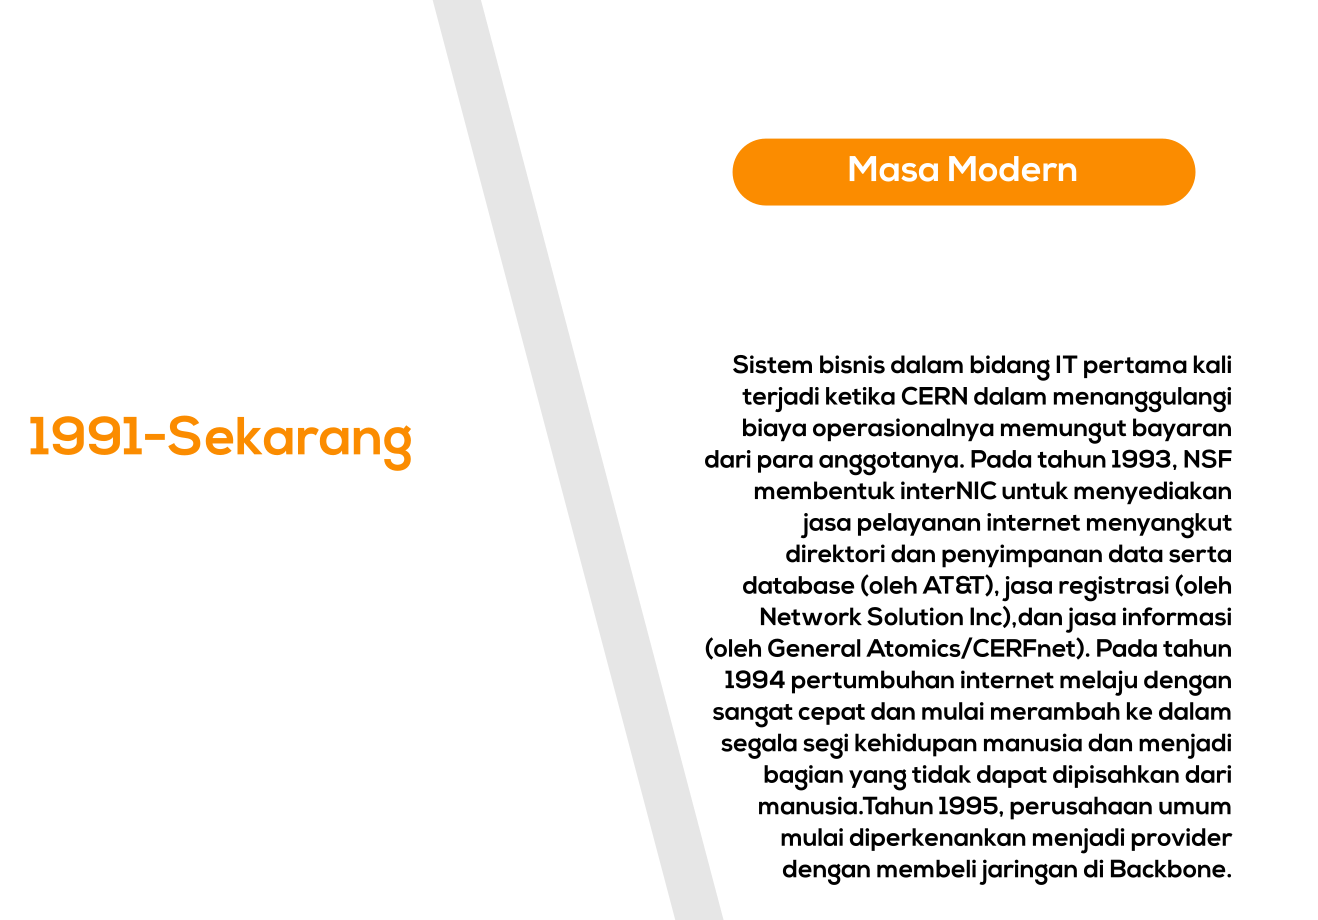 Masa Modern
1991-Sekarang
Sistem bisnis dalam bidang IT pertama kali
terjadi ketika CERN dalam menanggulangi
biaya operasionalnya memungut bayaran
dari para anggotanya. Pada tahun 1993, NSF
membentuk interNIC untuk menyediakan
jasa pelayanan internet menyangkut
direktori dan penyimpanan data serta
database (oleh AT&T), jasa registrasi (oleh
Network Solution Inc),dan jasa informasi
(oleh General Atomics/CERFnet). Pada tahun
1994 pertumbuhan internet melaju dengan
sangat cepat dan mulai merambah ke dalam
segala segi kehidupan manusia dan menjadi
bagian yang tidak dapat dipisahkan dari
manusia.Tahun 1995, perusahaan umum
mulai diperkenankan menjadi provider
dengan membeli jaringan di Backbone.